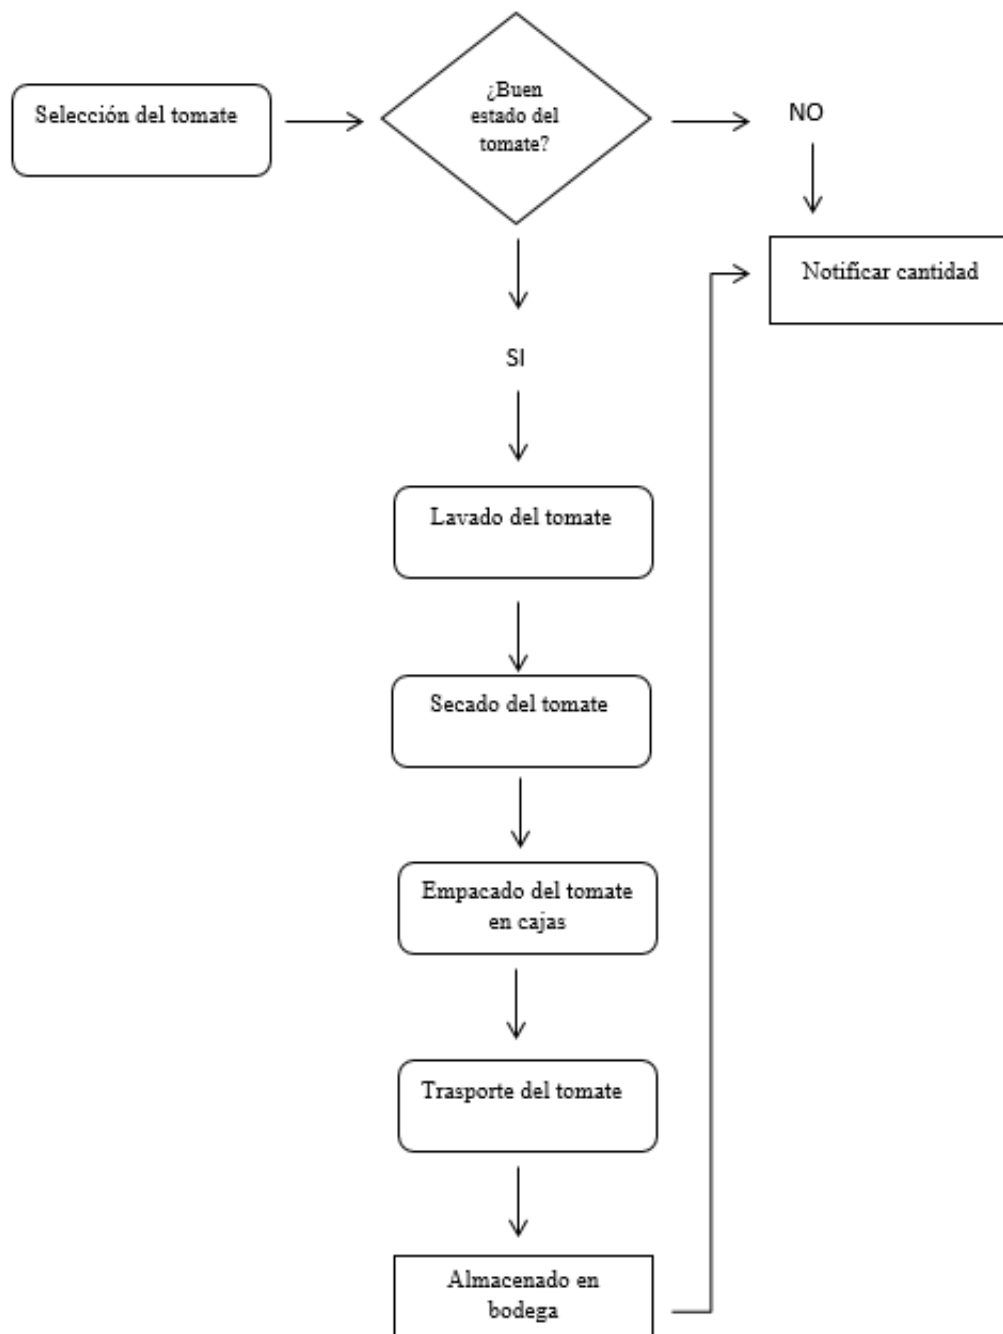 Selección del tomate
¿Buen
estado del
tomate?
NO
Notificar cantidad
SI
Lavado del tomate
Secado del tomate
Empacado del tomate
en cajas
Trasporte del tomate
Almacenado en
bodega